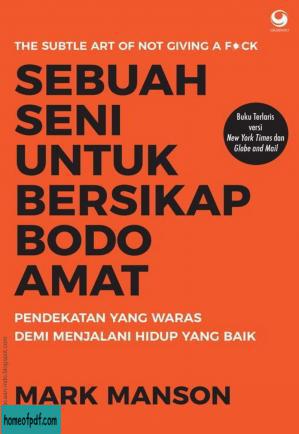 THE SUBTLE ART OF NOT GIVING A F*CK
SEBUAH
SENI
UNTUK
BERSIKAP
BODO
AMAT
Buku Terlaris
versi
New York Times dan
Globe and Mail
PENDEKATAN YANG WARAS
DEMI MENJALANI HIDUP YANG BAIK
MARK MANSON
homeofpdf.com